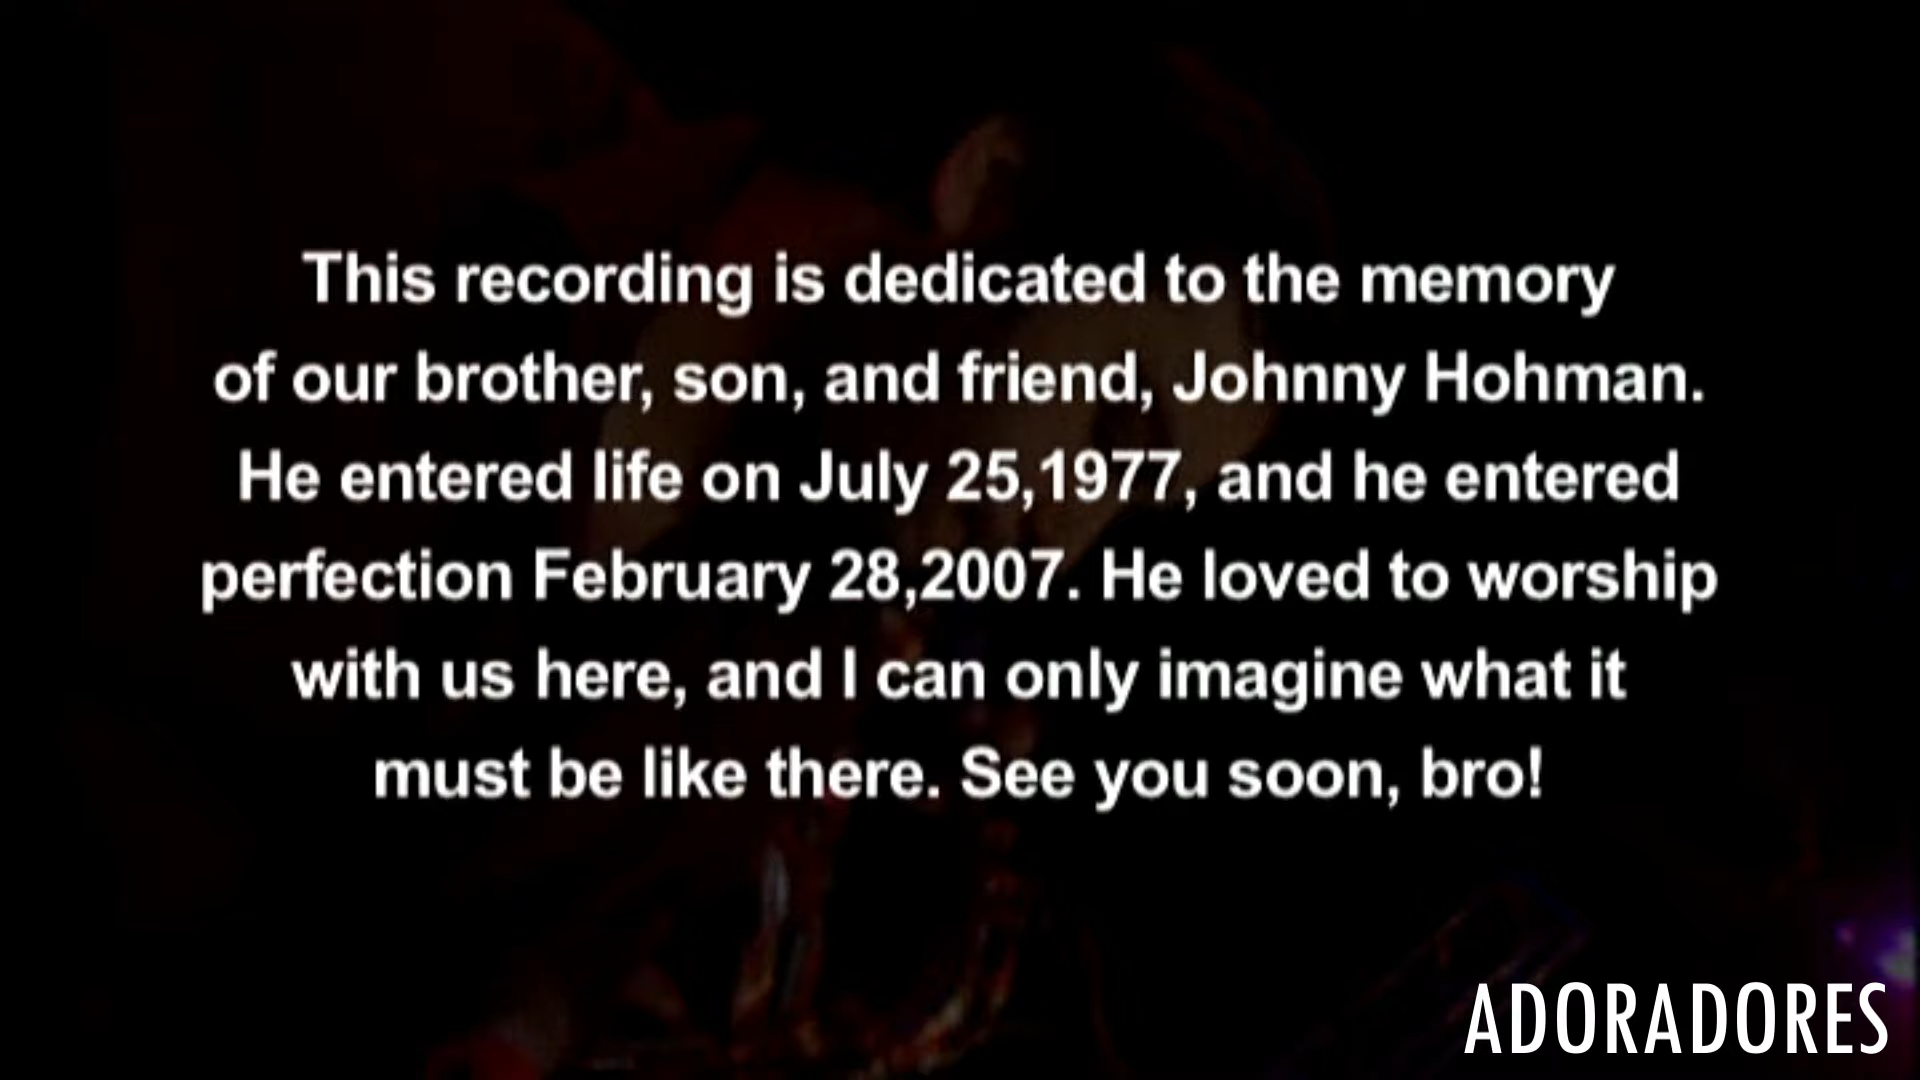 This recording is dedicated to the memory
of our brother, son, and friend, Johnny Hohman.
He entered life on July 25,1977, and he entered
perfection February 28,2007. He loved to worship
with us here, and I can only imagine what it
must be like there. See you soon, bro!
ADORADORES